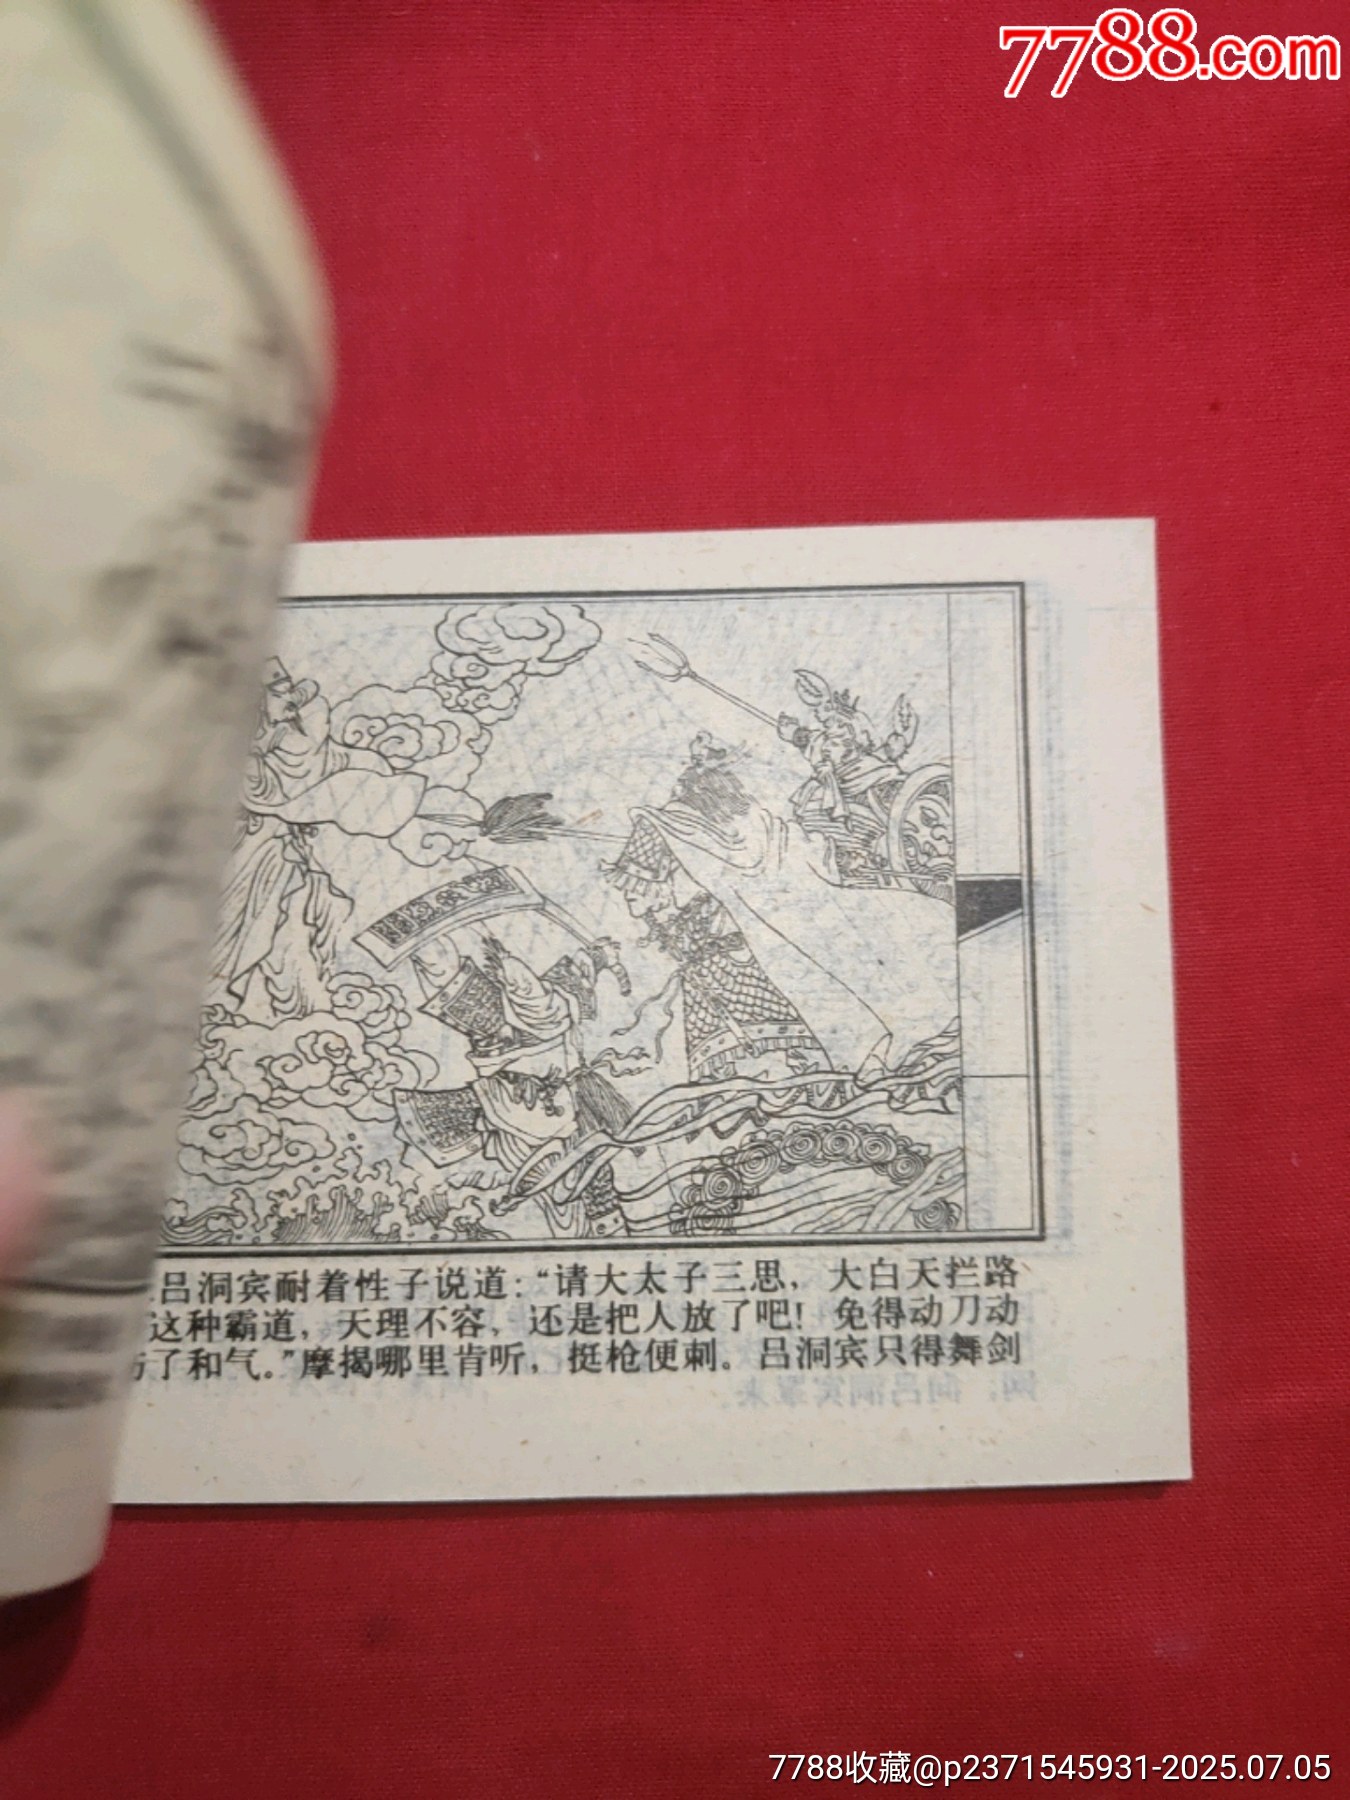 7788.com
吕洞宾耐着性子说道：“请大太子三思，大白天拦路
这种霸道，天理不容，还是把人放了吧！免得动刀动
了和气。”摩揭哪里肯听，挺枪便刺。吕洞宾只得舞剑
7788收藏@p2371545931-2025.07.05